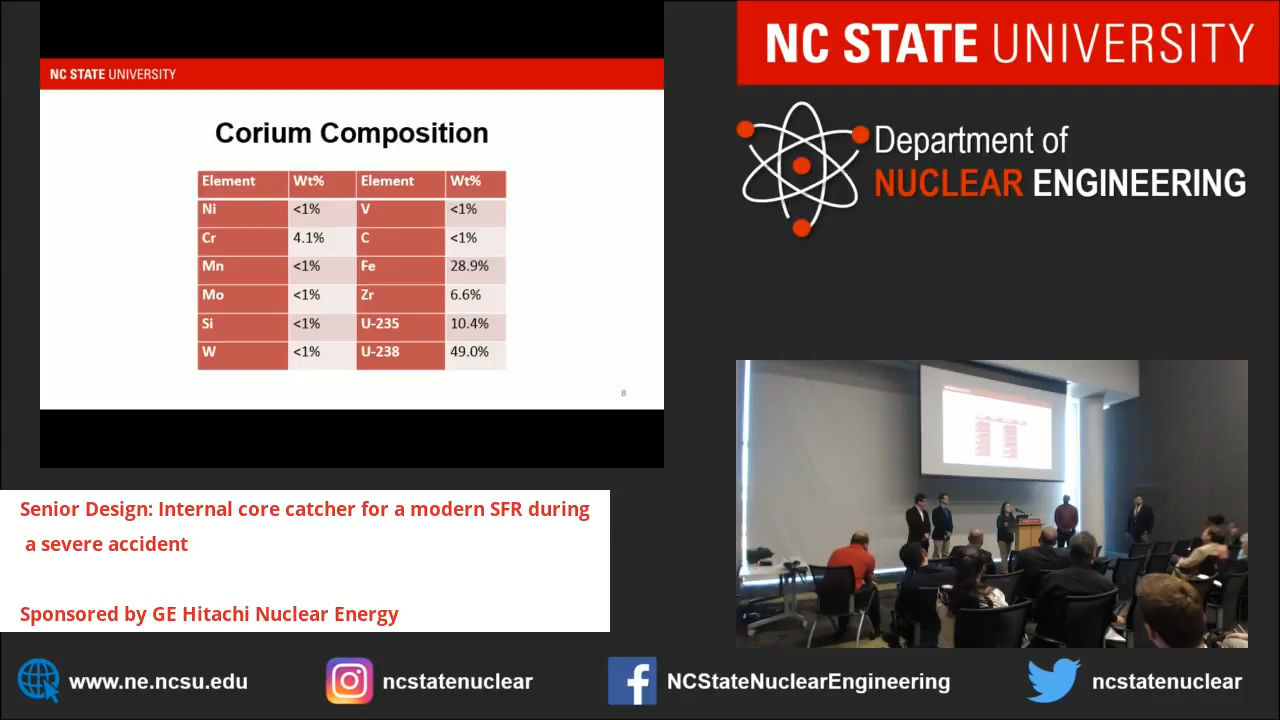 NC STATE UNIVERSITY
Corium Composition
Element Wt% Element Wt%
Ni <1% V <1%
Cr 4.1% C <1%
Mn <1% Fe 28.9%
Mo <1% Zr 6.6%
Si <1% U-235 10.4%
W <1% U-238 49.0%
8
NC STATE UNIVERSITY
Department of
NUCLEAR ENGINEERING
Senior Design: Internal core catcher for a modern SFR during
a severe accident
Sponsored by GE Hitachi Nuclear Energy
www.ne.ncsu.edu
ncstatenuclear
NCStateNuclearEngineering
ncstatenuclear